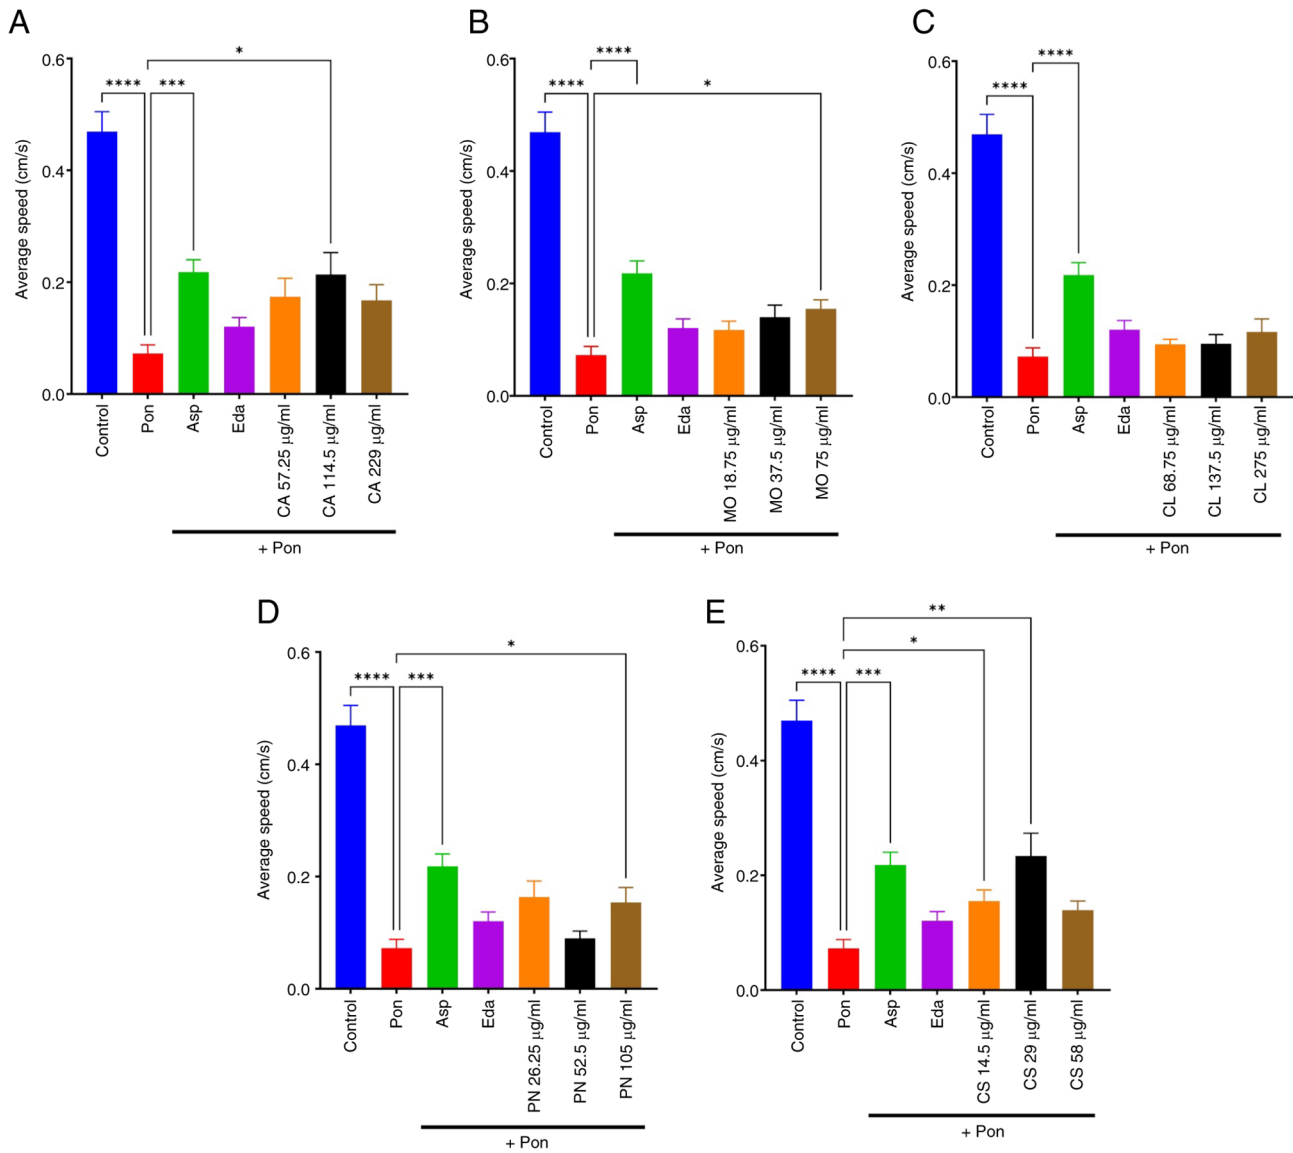 A
Average speed (cm/s)
0.6
0.4
0.2
0.0
****
***
*
Control
Pon
Asp
Eda
CA 57.25 µg/ml
CA 114.5 µg/ml
CA 229 µg/ml
+ Pon
B
Average speed (cm/s)
0.6
0.4
0.2
0.0
****
****
*
Control
Pon
Asp
Eda
MO 18.75 µg/ml
MO 37.5 µg/ml
MO 75 µg/ml
+ Pon
C
Average speed (cm/s)
0.6
0.4
0.2
0.0
****
****
Control
Pon
Asp
Eda
CL 68.75 µg/ml
CL 137.5 µg/ml
CL 275 µg/ml
+ Pon
D
Average speed (cm/s)
0.6
0.4
0.2
0.0
*
****
***
Control
Pon
Asp
Eda
PN 26.25 µg/ml
PN 52.5 µg/ml
PN 105 µg/ml
+ Pon
E
Average speed (cm/s)
0.6
0.4
0.2
0.0
**
*
****
***
Control
Pon
Asp
Eda
CS 14.5 µg/ml
CS 29 µg/ml
CS 58 µg/ml
+ Pon